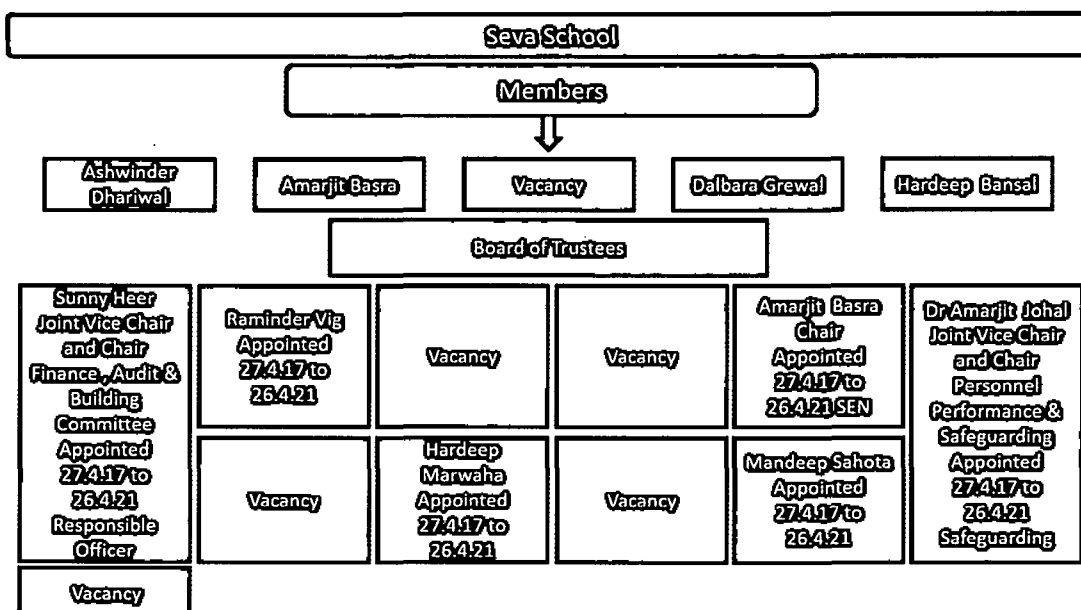 Seva School
Members
Ashwinder
Dhariwal
Amarjit Basra
Vacancy
Dalbara Grewal
Hardeep Bansal
Board of Trustees
Sunny Heer
Joint Vice Chair
and Chair
Finance , Audit &
Building
Committee
Appointed
27.4.17 to
26.4.21
Responsible
Officer
Raminder Vig
Appointed
27.4.17 to
26.4.21
Vacancy
Vacancy
Amarjit Basra
Chair
Appointed
27.4.17 to
26.4.21 SEN
Dr Amarjit Johal
Joint Vice Chair
and Chair
Personnel
Performance &
Safeguarding
Appointed
27.4.17 to
26.4.21
Safeguarding
Vacancy
Hardeep
Marwaha
Appointed
27.4.17 to
26.4.21
Vacancy
Mandeep Sahota
Appointed
27.4.17 to
26.4.21
Vacancy